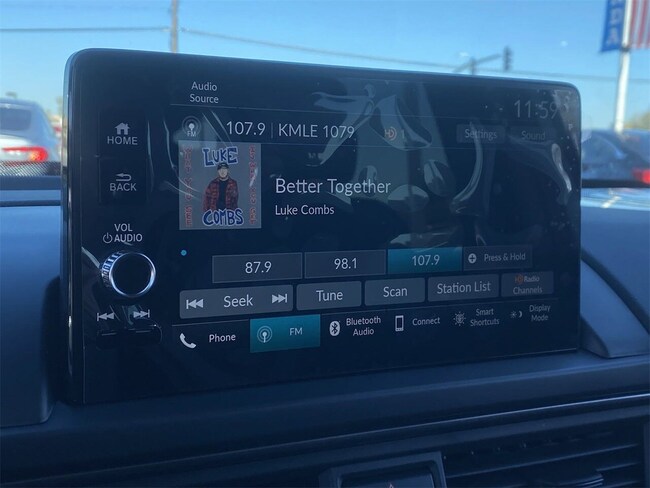 Audio
Source
11:59
FM
107.9 | KMLE 1079
Settings
Sound
HOME
BACK
VOL
AUDIO
LUKE
COMBS
Better Together
Luke Combs
87.9
98.1
107.9
Press & Hold
Seek
Tune
Scan
Station List
Radio
Channels
Phone
FM
Bluetooth
Audio
Connect
Smart
Shortcuts
Display
Mode